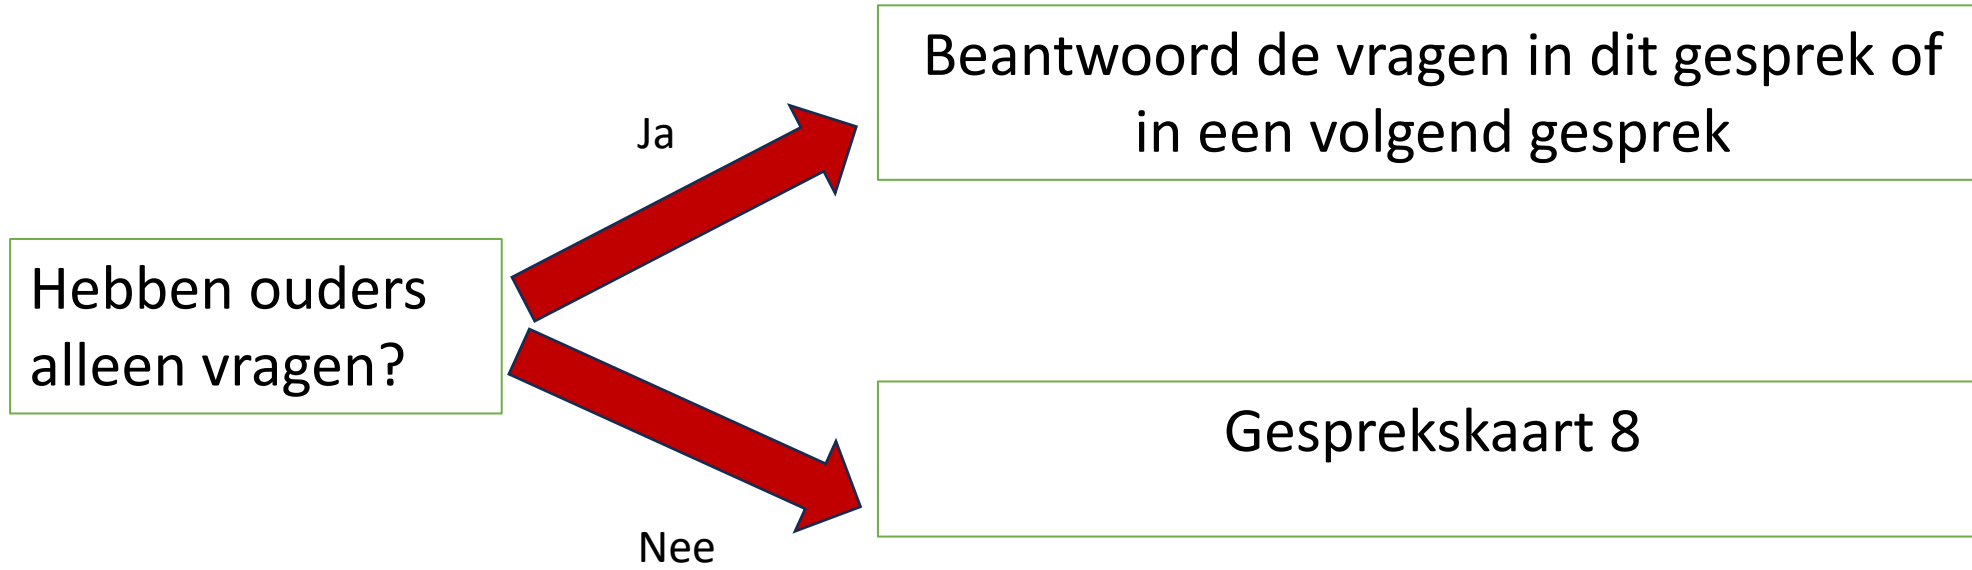 Beantwoord de vragen in dit gesprek of
in een volgend gesprek
Ja
Hebben ouders
alleen vragen?
Gesprekskaart 8
Nee